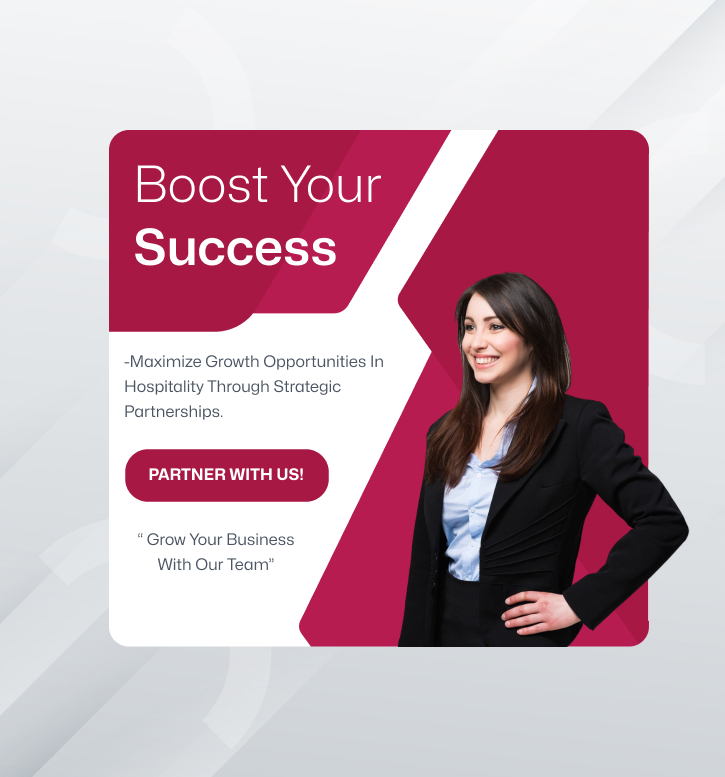 Boost Your
Success
-Maximize Growth Opportunities In
Hospitality Through Strategic
Partnerships.
PARTNER WITH US!
“ Grow Your Business
With Our Team”